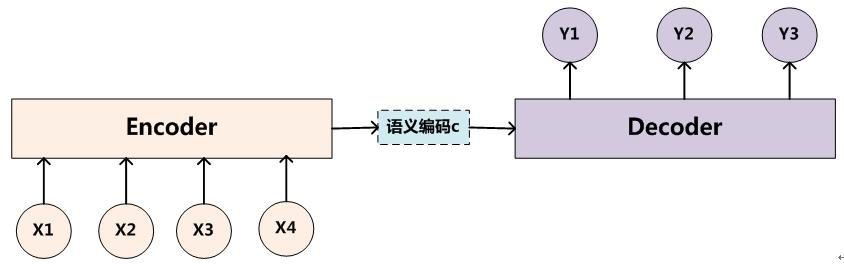 Y1 Y2 Y3
Encoder 语义编码c Decoder
X1 X2 X3 X4